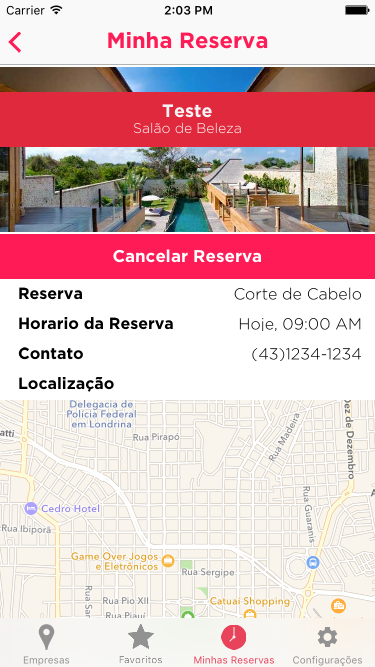 Carrier 2:03 PM
Minha Reserva
Teste
Salão de Beleza
Cancelar Reserva
Reserva Corte de Cabelo
Horario da Reserva Hoje, 09:00 AM
Contato (43)1234-1234
Localização
Delegacia de
Polícia Federal
em Londrina
Dez de Dezembro
Rua Madeira
Rua Pirapó
atti
Cedro Hotel
Rua Guaranis
Rua Ibiporã
Game Over Jogos
e Eletrônicos
Rua Sergipe
Rua Pio XII
Catuaí Shopping
Rua Piauí
Empresas Favoritos Minhas Reservas Configurações